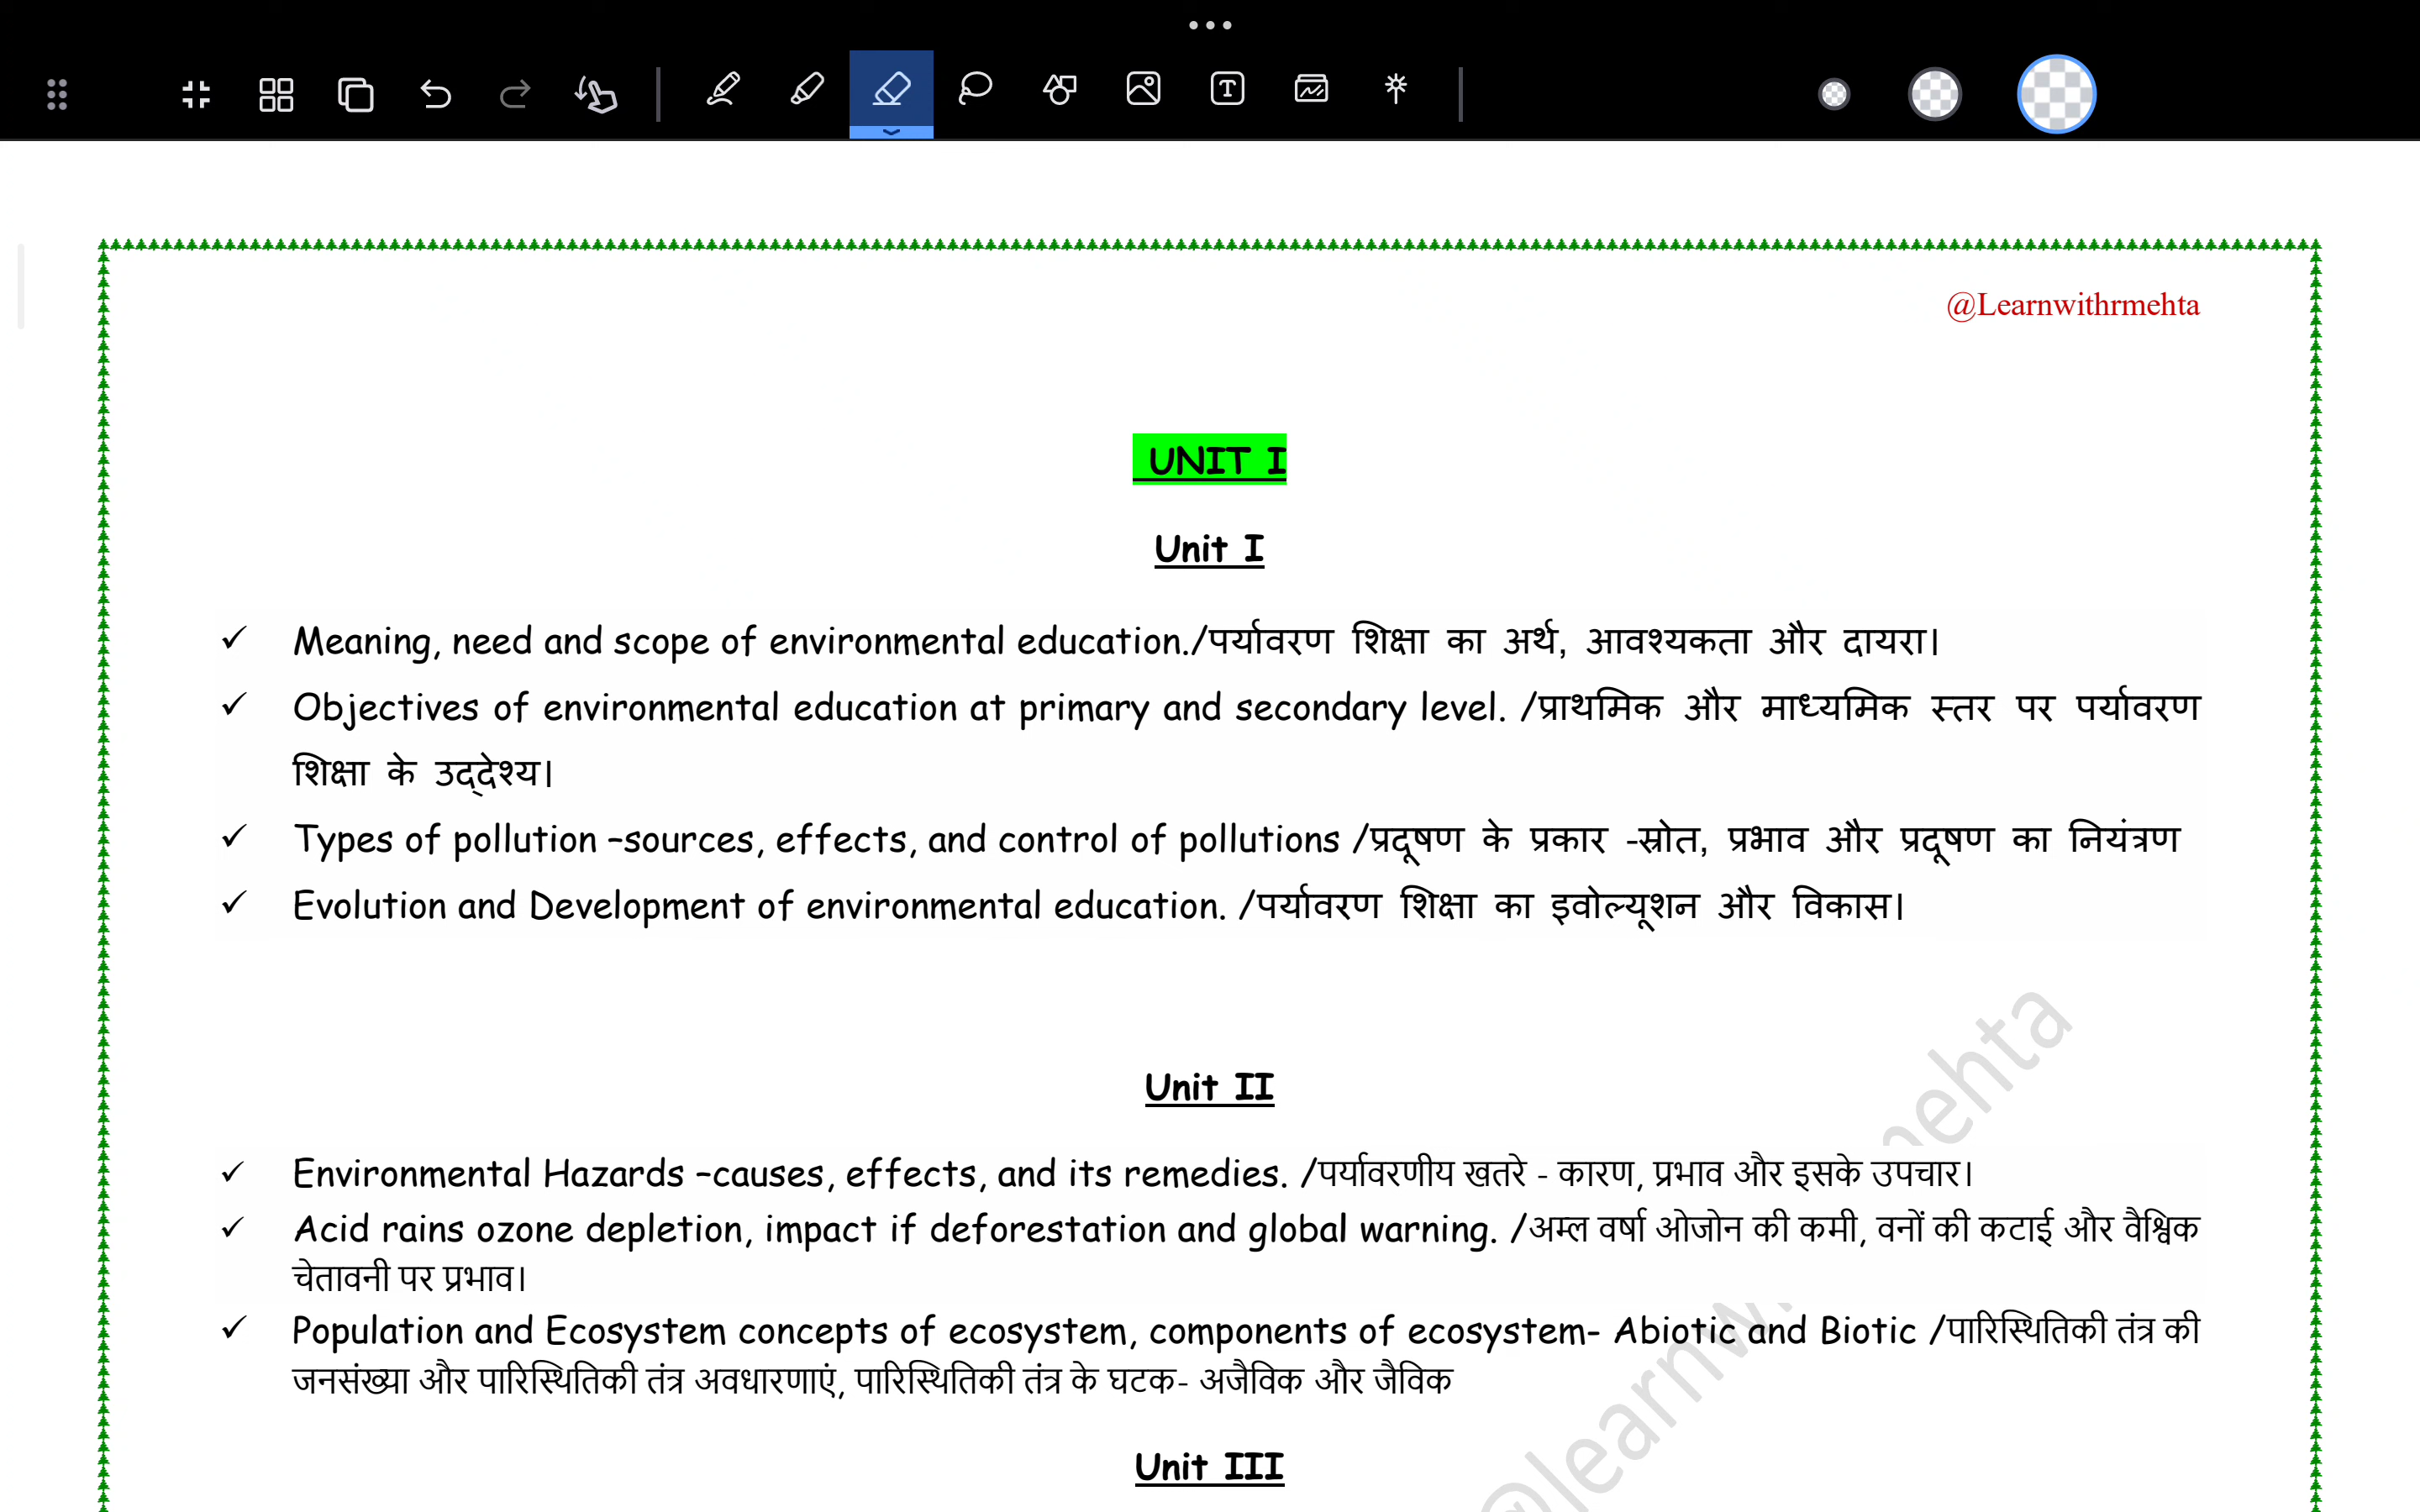 @Learnwithrmehta
UNIT I
Unit I
✓ Meaning, need and scope of environmental education./पर्यावरण शिक्षा का अर्थ, आवश्यकता और दायरा।
✓ Objectives of environmental education at primary and secondary level. /प्राथमिक और माध्यमिक स्तर पर पर्यावरण
शिक्षा के उद्देश्य।
✓ Types of pollution –sources, effects, and control of pollutions /प्रदूषण के प्रकार -स्रोत, प्रभाव और प्रदूषण का नियंत्रण
✓ Evolution and Development of environmental education. /पर्यावरण शिक्षा का इवोल्यूशन और विकास।
Unit II
✓ Environmental Hazards –causes, effects, and its remedies. /पर्यावरणीय खतरे - कारण, प्रभाव और इसके उपचार।
✓ Acid rains ozone depletion, impact if deforestation and global warning. /अम्ल वर्षा ओजोन की कमी, वनों की कटाई और वैश्विक
चेतावनी पर प्रभाव।
✓ Population and Ecosystem concepts of ecosystem, components of ecosystem- Abiotic and Biotic /पारिस्थितिकी तंत्र की
जनसंख्या और पारिस्थितिकी तंत्र अवधारणाएं, पारिस्थितिकी तंत्र के घटक- अजैविक और जैविक
Unit III